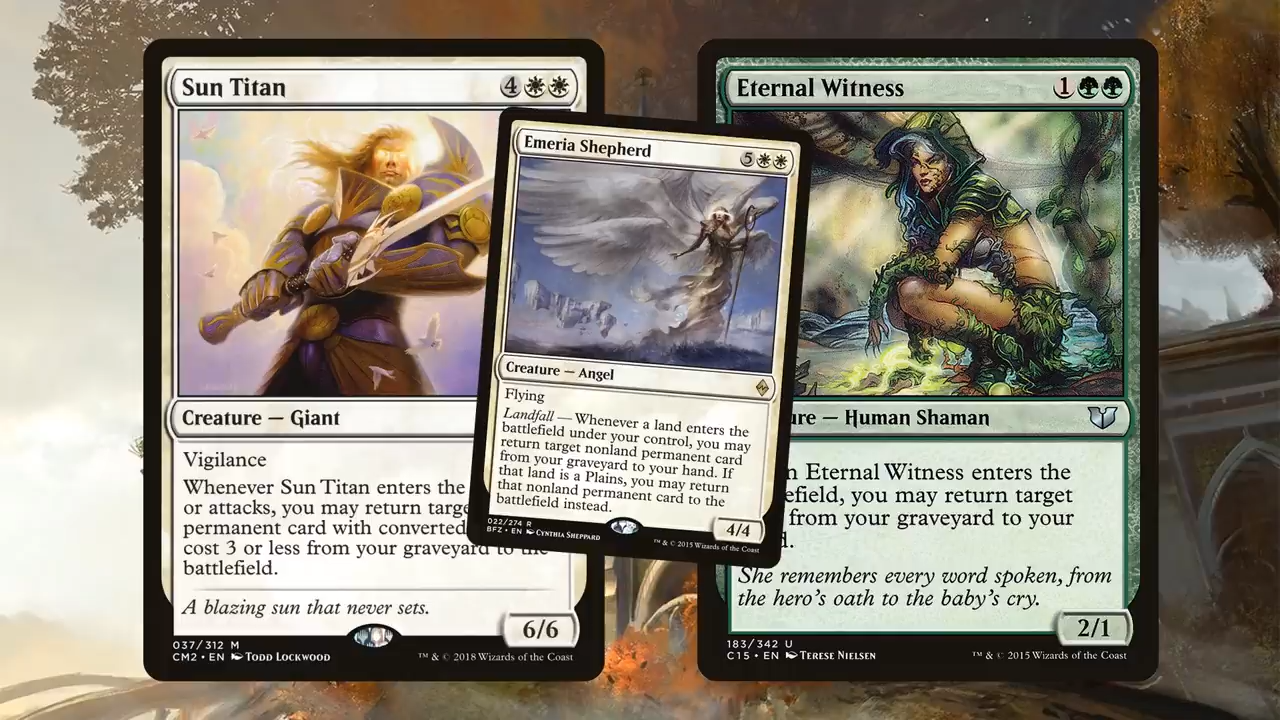 Sun Titan
4
Creature — Giant
Vigilance
Whenever Sun Titan enters the
or attacks, you may return
permanent card with converted
cost 3 or less from your graveyard to the
battlefield.
A blazing sun that never sets.
6/6
037/312 M
CM2 • EN Todd Lockwood
™ & © 2018 Wizards of the Coast
Emeria Shepherd
5
Creature — Angel
Flying
Landfall — Whenever a land enters the
battlefield under your control, you may
return target nonland permanent card
from your graveyard to your hand. If
that land is a Plains, you may return
that nonland permanent card to the
battlefield instead.
4/4
022/274 R
BFZ • EN Cynthia Sheppard
™ & © 2015 Wizards of the Coast
Eternal Witness
1
— Human Shaman
Eternal Witness enters the
you may return target
from your graveyard to your
She remembers every word spoken, from
the hero's oath to the baby's cry.
2/1
183/342 U
C15 • EN Terese Nielsen
™ & © 2015 Wizards of the Coast